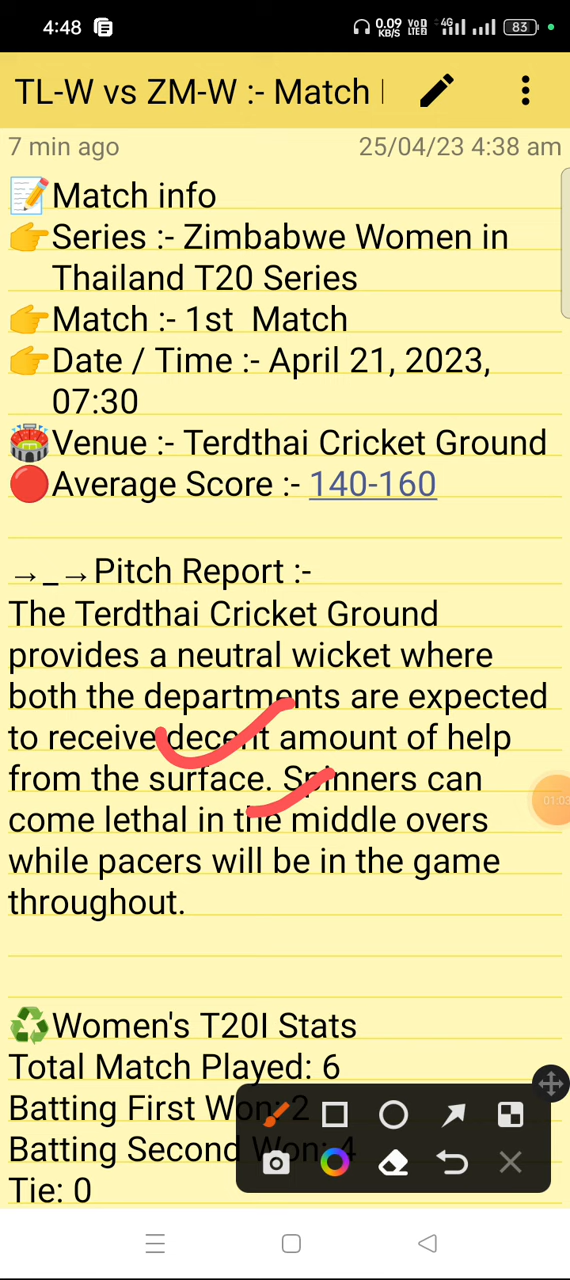 4:48 0.09 KB/S Vo LTE 4G 83
TL-W vs ZM-W :- Match
7 min ago 25/04/23 4:38 am
📝Match info
👉Series :- Zimbabwe Women in
Thailand T20 Series
👉Match :- 1st Match
👉Date / Time :- April 21, 2023,
07:30
🏟Venue :- Terdthai Cricket Ground
🔴Average Score :- 140-160
→_→Pitch Report :-
The Terdthai Cricket Ground
provides a neutral wicket where
both the departments are expected
to receive decent amount of help
from the surface. Spinners can
come lethal in the middle overs
while pacers will be in the game
throughout.
01:03
♻Women's T20I Stats
Total Match Played: 6
Batting First Won: 2
Batting Second Won: 4
Tie: 0